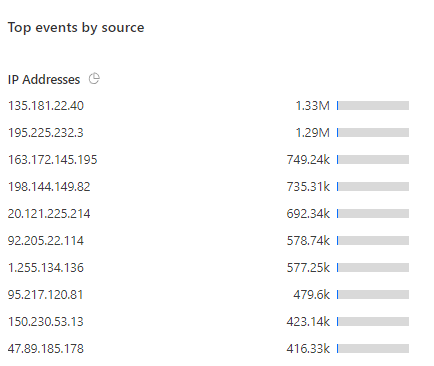 Top events by source
IP Addresses
135.181.22.40 1.33M
195.225.232.3 1.29M
163.172.145.195 749.24k
198.144.149.82 735.31k
20.121.225.214 692.34k
92.205.22.114 578.74k
1.255.134.136 577.25k
95.217.120.81 479.6k
150.230.53.13 423.14k
47.89.185.178 416.33k